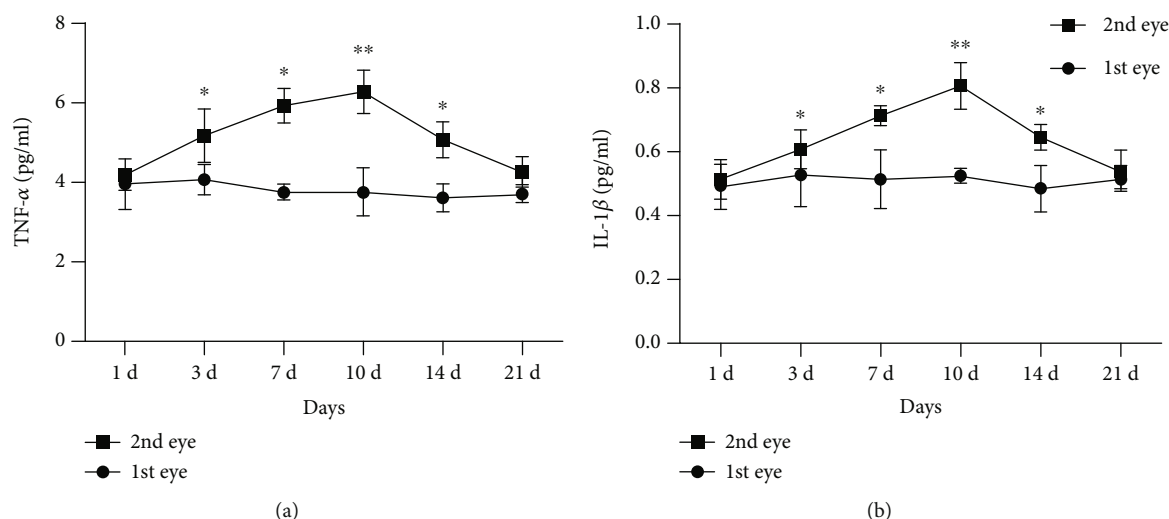 8
6
4
2
0
TNF-α (pg/ml)
* * ** *
1 d 3 d 7 d 10 d 14 d 21 d
Days
2nd eye
1st eye
(a)
1.0
0.8
0.6
0.4
0.2
0.0
IL-1β (pg/ml)
* * ** *
2nd eye
1st eye
1 d 3 d 7 d 10 d 14 d 21 d
Days
2nd eye
1st eye
(b)